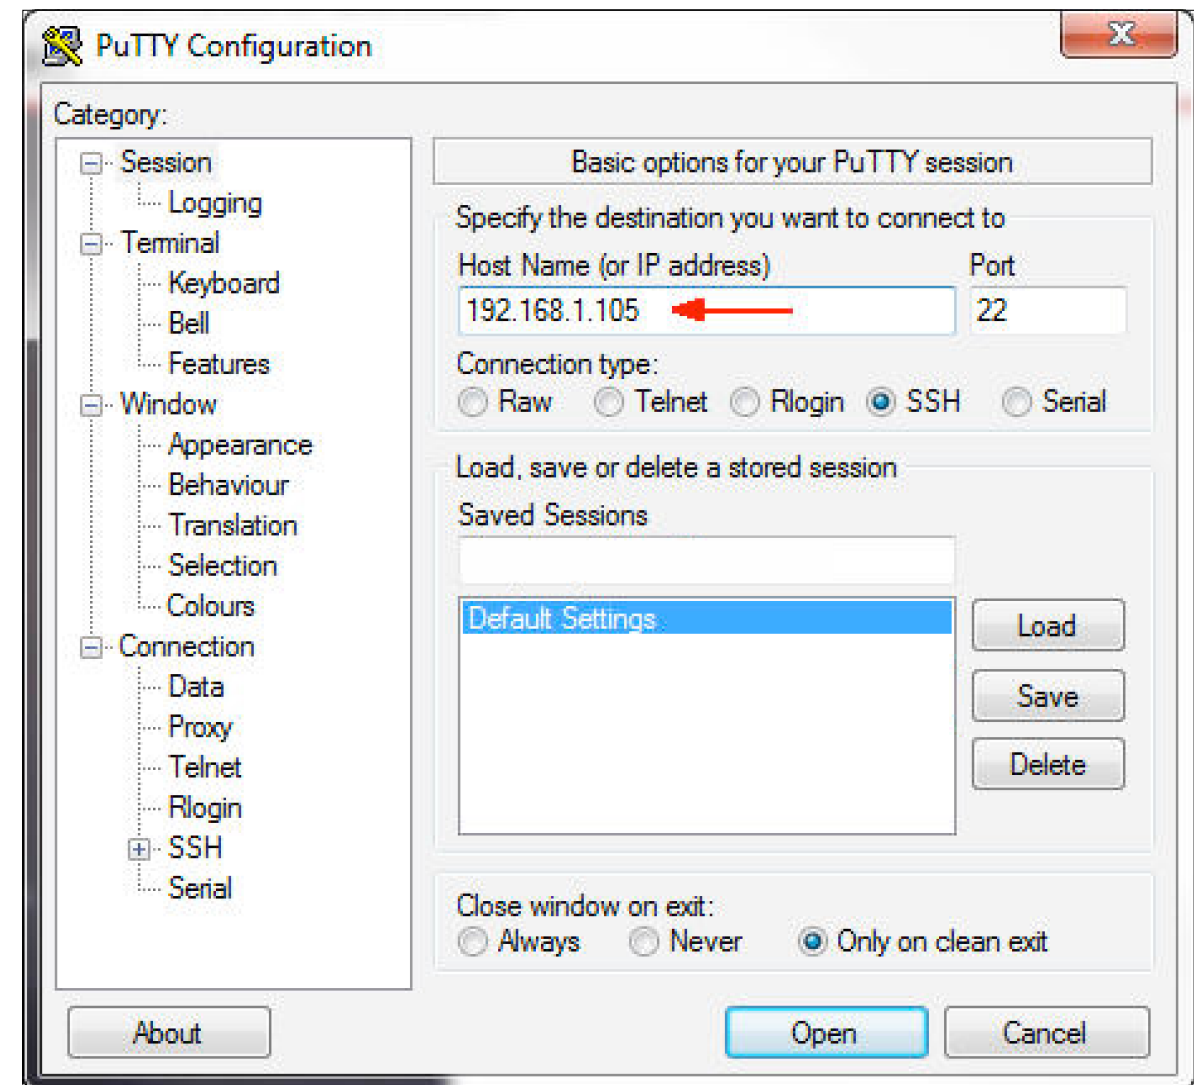 PuTTY Configuration
Category:
Session
Logging
Terminal
Keyboard
Bell
Features
Window
Appearance
Behaviour
Translation
Selection
Colours
Connection
Data
Proxy
Telnet
Rlogin
SSH
Serial
Basic options for your PuTTY session
Specify the destination you want to connect to
Host Name (or IP address) Port
192.168.1.105 22
Connection type:
Raw Telnet Rlogin SSH Serial
Load, save or delete a stored session
Saved Sessions
Default Settings
Load
Save
Delete
Close window on exit:
Always Never Only on clean exit
About Open Cancel